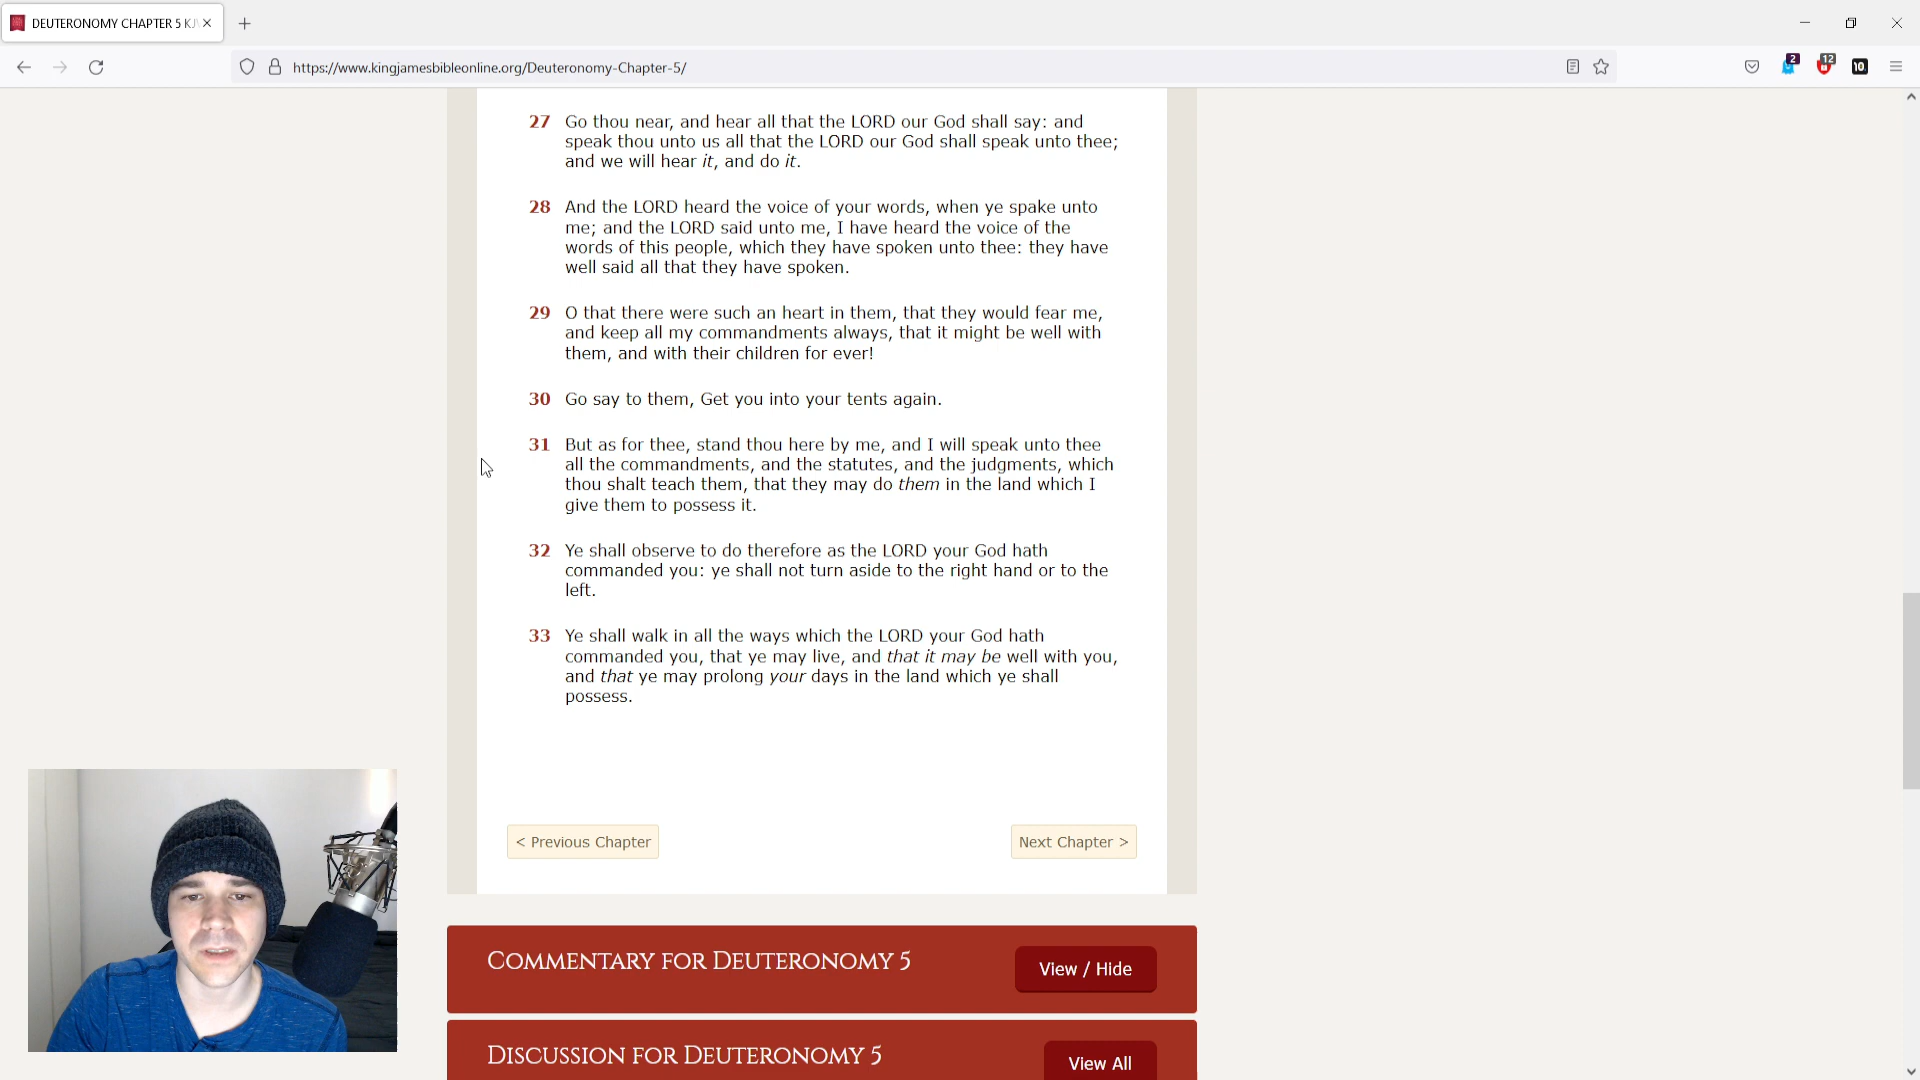 DEUTERONOMY CHAPTER 5 KJ
https://www.kingjamesbibleonline.org/Deuteronomy-Chapter-5/
2
12
10
27 Go thou near, and hear all that the LORD our God shall say: and
speak thou unto us all that the LORD our God shall speak unto thee;
and we will hear it, and do it.
28 And the LORD heard the voice of your words, when ye spake unto
me; and the LORD said unto me, I have heard the voice of the
words of this people, which they have spoken unto thee: they have
well said all that they have spoken.
29 O that there were such an heart in them, that they would fear me,
and keep all my commandments always, that it might be well with
them, and with their children for ever!
30 Go say to them, Get you into your tents again.
31 But as for thee, stand thou here by me, and I will speak unto thee
all the commandments, and the statutes, and the judgments, which
thou shalt teach them, that they may do them in the land which I
give them to possess it.
32 Ye shall observe to do therefore as the LORD your God hath
commanded you: ye shall not turn aside to the right hand or to the
left.
33 Ye shall walk in all the ways which the LORD your God hath
commanded you, that ye may live, and that it may be well with you,
and that ye may prolong your days in the land which ye shall
possess.
< Previous Chapter
Next Chapter >
COMMENTARY FOR DEUTERONOMY 5
View / Hide
DISCUSSION FOR DEUTERONOMY 5
View All